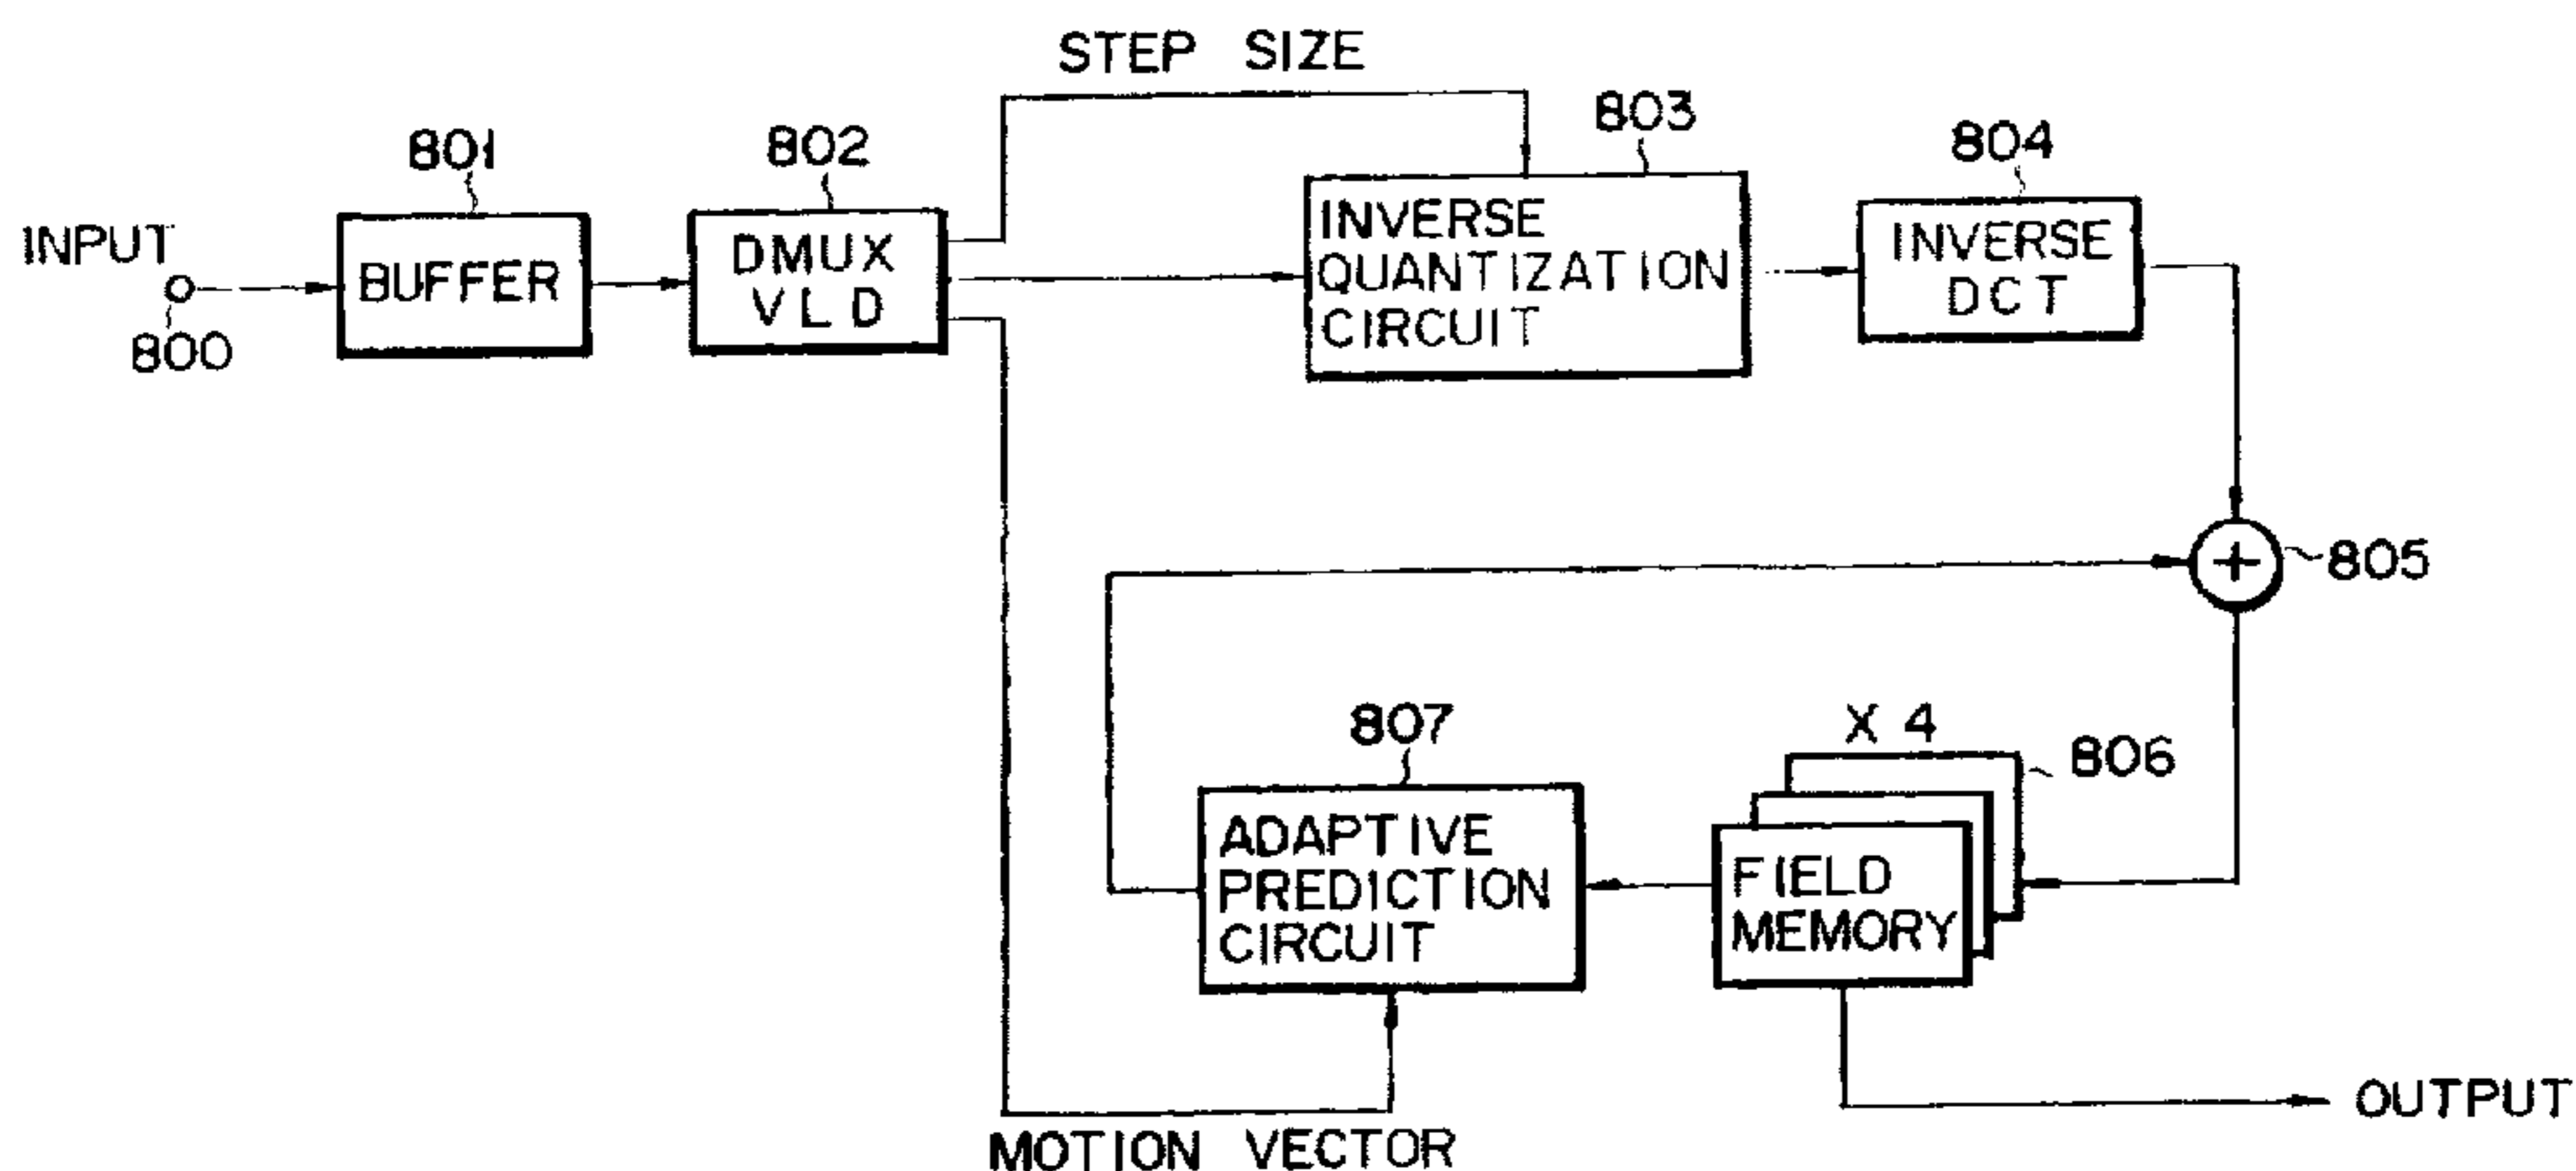 STEP SIZE
803
801
802
804
INPUT
BUFFER
DMUX
VLD
INVERSE
QUANTIZATION
CIRCUIT
INVERSE
DCT
800
+
805
807
X 4
806
ADAPTIVE
PREDICTION
CIRCUIT
FIELD
MEMORY
OUTPUT
MOTION VECTOR